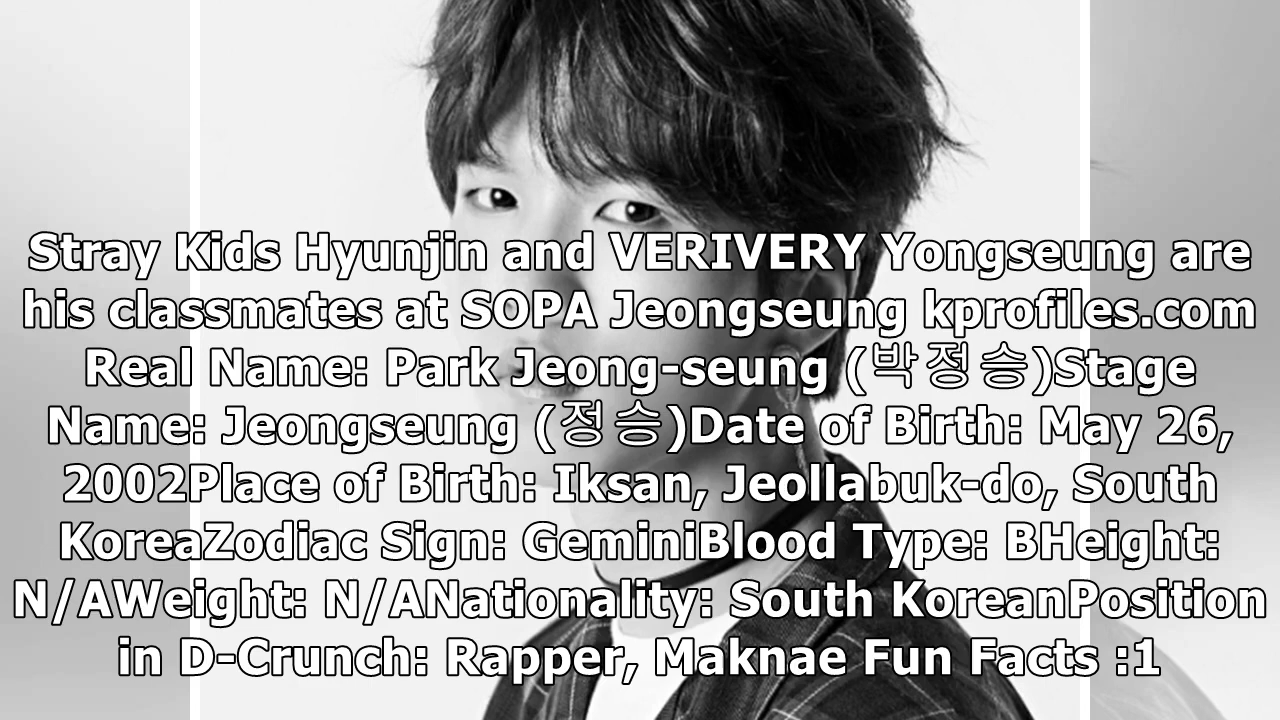 Stray Kids Hyunjin and VERIVERY Yongseung are
his classmates at SOPA Jeongseung kprofiles.com
Real Name: Park Jeong-seung (박정승)Stage
Name: Jeongseung (정승)Date of Birth: May 26,
2002Place of Birth: Iksan, Jeollabuk-do, South
KoreaZodiac Sign: GeminiBlood Type: BHeight:
N/AWeight: N/ANationality: South KoreanPosition
in D-Crunch: Rapper, Maknae Fun Facts :1